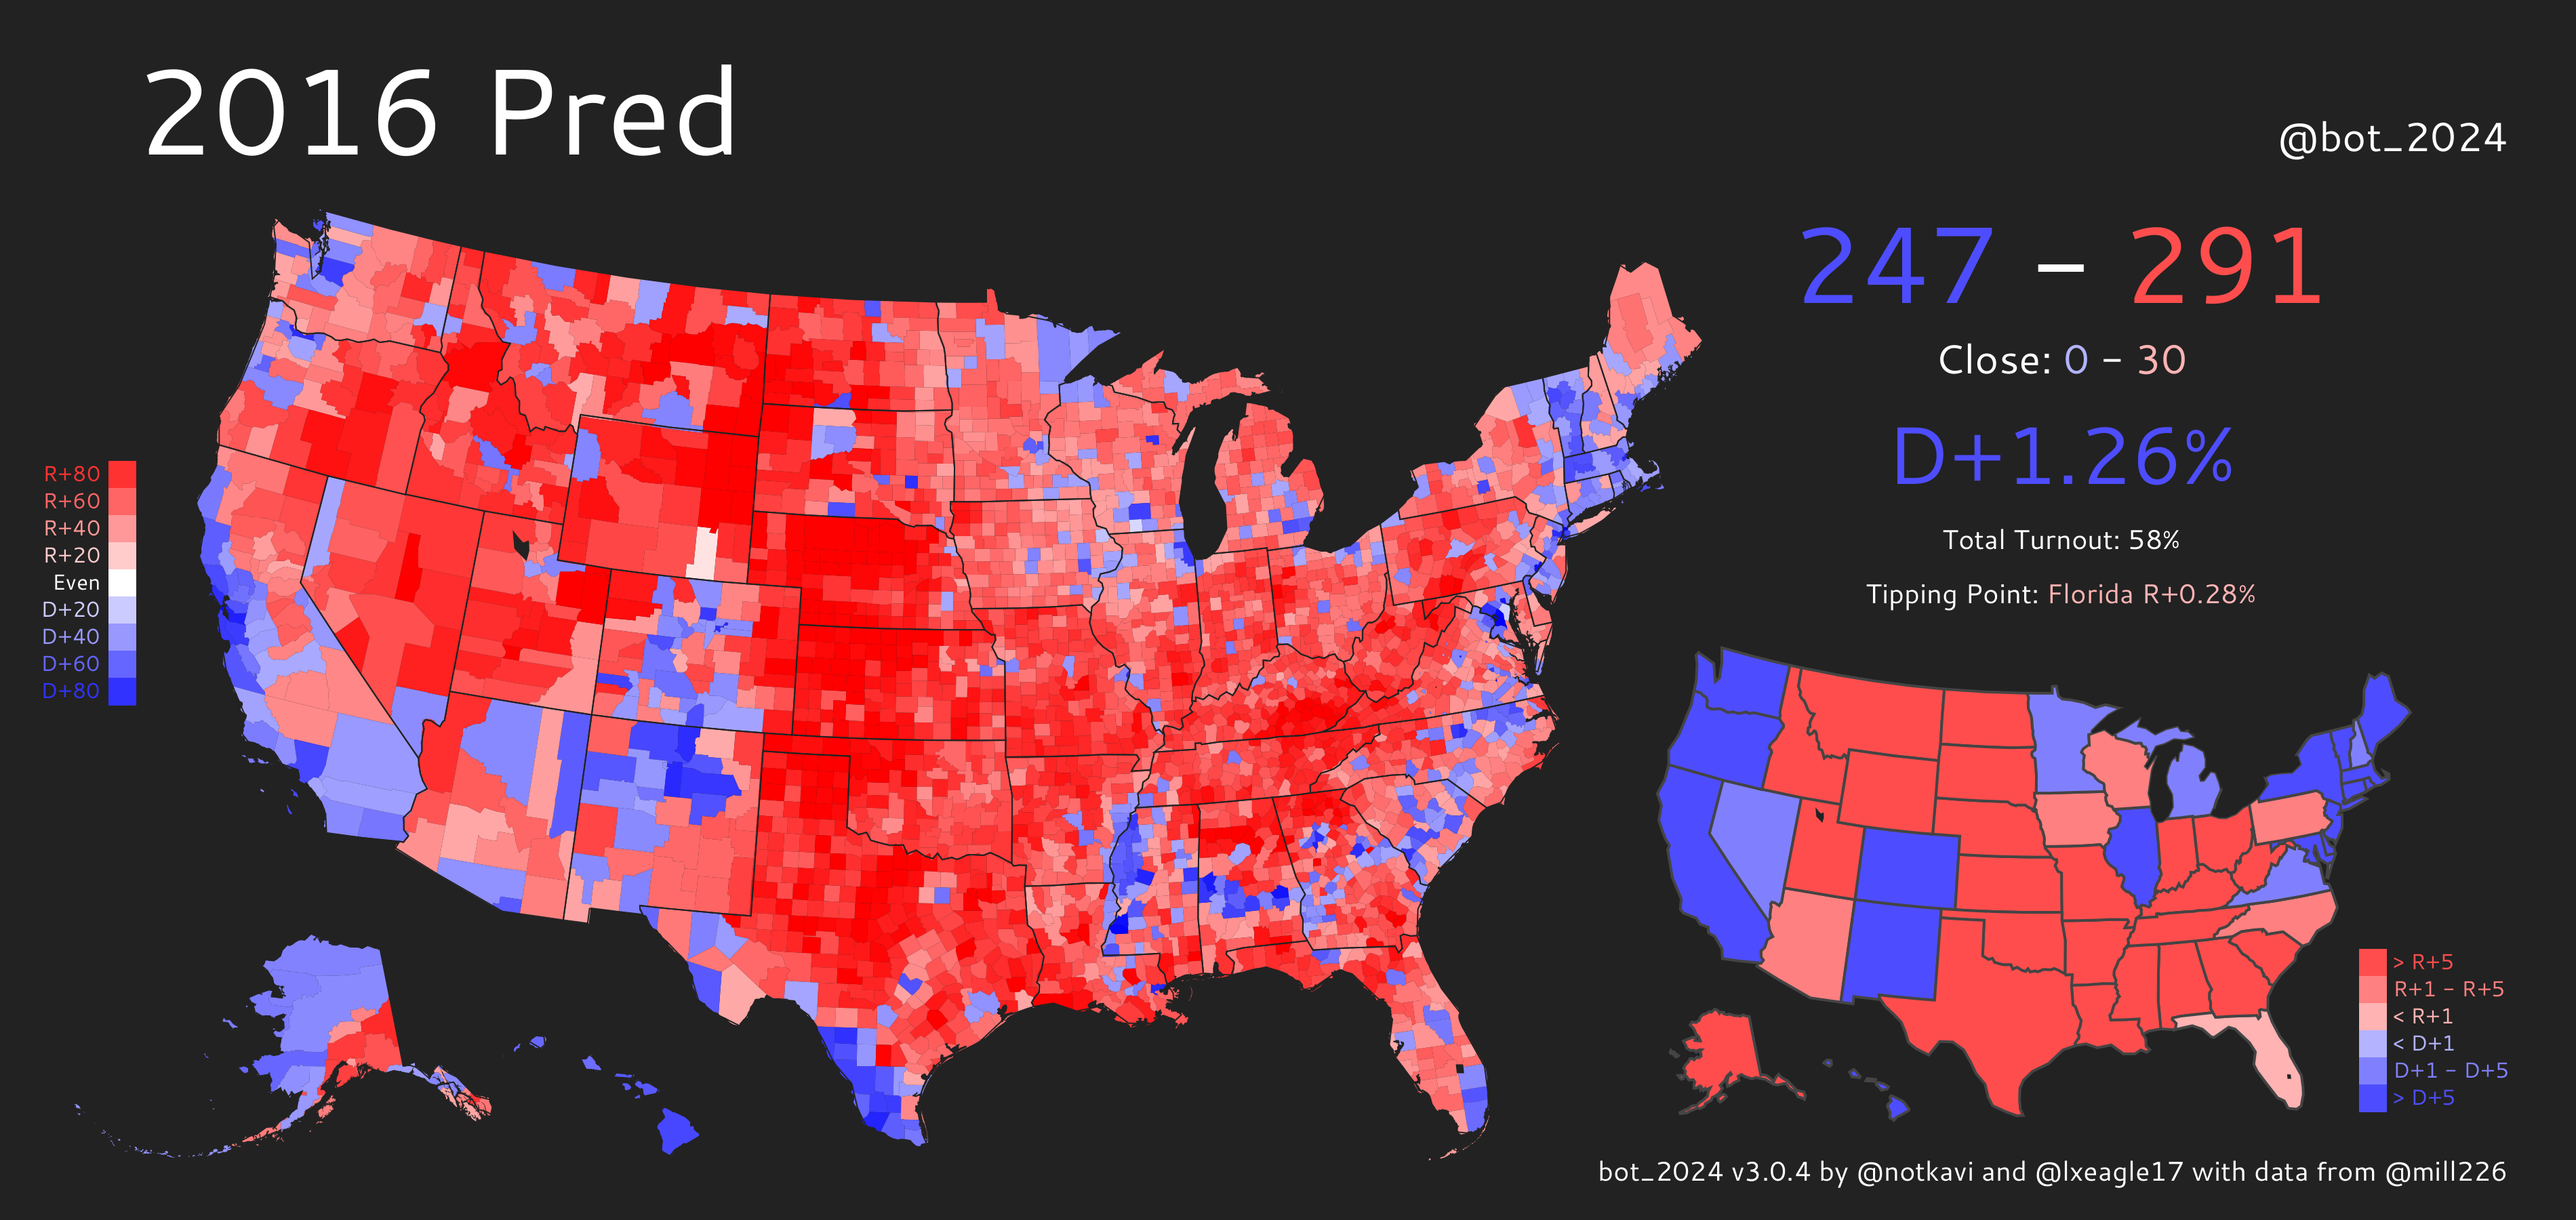 2016 Pred
@bot_2024
247 – 291
Close: 0 – 30
D+1.26%
Total Turnout: 58%
Tipping Point: Florida R+0.28%
R+80
R+60
R+40
R+20
Even
D+20
D+40
D+60
D+80
> R+5
R+1 – R+5
< R+1
< D+1
D+1 – D+5
> D+5
bot_2024 v3.0.4 by @notkavi and @lxeagle17 with data from @mill226